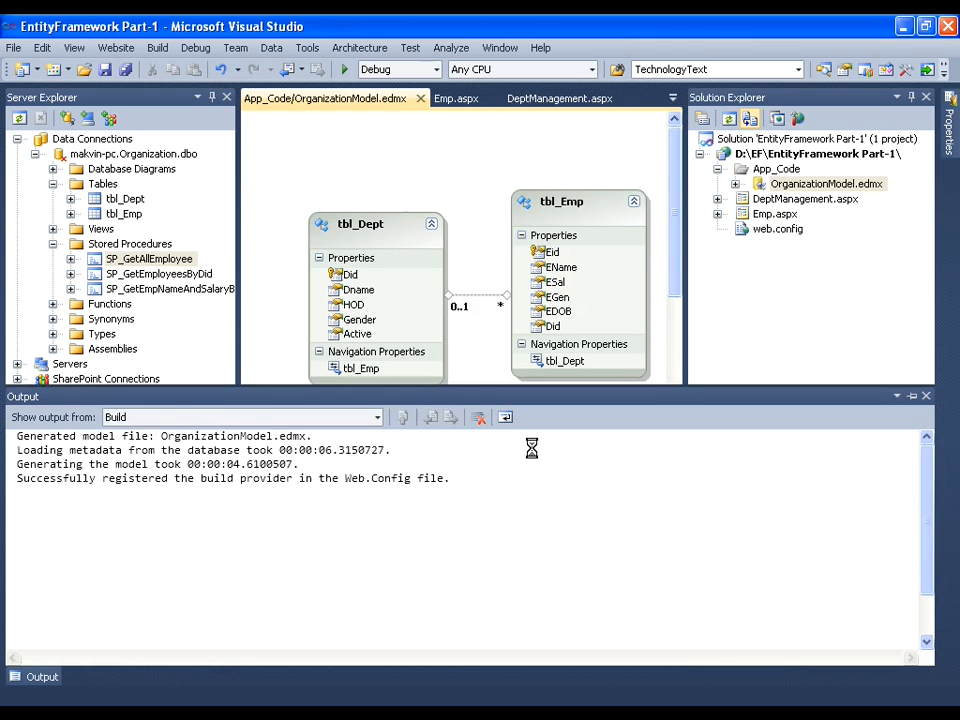 EntityFramework Part-1 - Microsoft Visual Studio
File Edit View Website Build Debug Team Data Tools Architecture Test Analyze Window Help
Debug Any CPU TechnologyText
Server Explorer
Data Connections
makvin-pc.Organization.dbo
Database Diagrams
Tables
tbl_Dept
tbl_Emp
Views
Stored Procedures
SP_GetAllEmployee
SP_GetEmployeesByDid
SP_GetEmpNameAndSalaryB
Functions
Synonyms
Types
Assemblies
Servers
SharePoint Connections
App_Code/OrganizationModel.edmx Emp.aspx DeptManagement.aspx
tbl_Dept
Properties
Did
Dname
HOD
Gender
Active
Navigation Properties
tbl_Emp
0..1 *
tbl_Emp
Properties
Eid
EName
ESal
EGen
EDOB
Did
Navigation Properties
tbl_Dept
Solution Explorer
Solution 'EntityFramework Part-1' (1 project)
D:\EF\EntityFramework Part-1\
App_Code
OrganizationModel.edmx
DeptManagement.aspx
Emp.aspx
web.config
Properties
Output
Show output from: Build
Generated model file: OrganizationModel.edmx.
Loading metadata from the database took 00:00:06.3150727.
Generating the model took 00:00:04.6100507.
Successfully registered the build provider in the Web.Config file.
Output